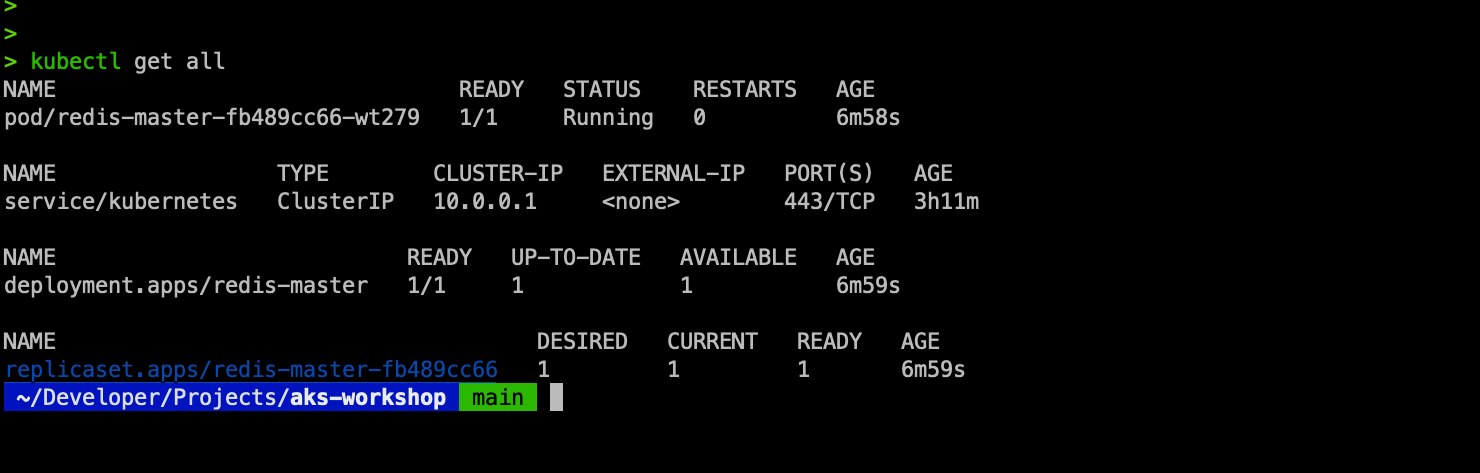 >
>
> kubectl get all
NAME                                   READY   STATUS    RESTARTS   AGE
pod/redis-master-fb489cc66-wt279   1/1     Running   0          6m58s

NAME                 TYPE        CLUSTER-IP   EXTERNAL-IP   PORT(S)   AGE
service/kubernetes   ClusterIP   10.0.0.1     <none>        443/TCP   3h11m

NAME                           READY   UP-TO-DATE   AVAILABLE   AGE
deployment.apps/redis-master   1/1     1            1           6m59s

NAME                                     DESIRED   CURRENT   READY   AGE
replicaset.apps/redis-master-fb489cc66   1         1         1       6m59s
~/Developer/Projects/aks-workshop main